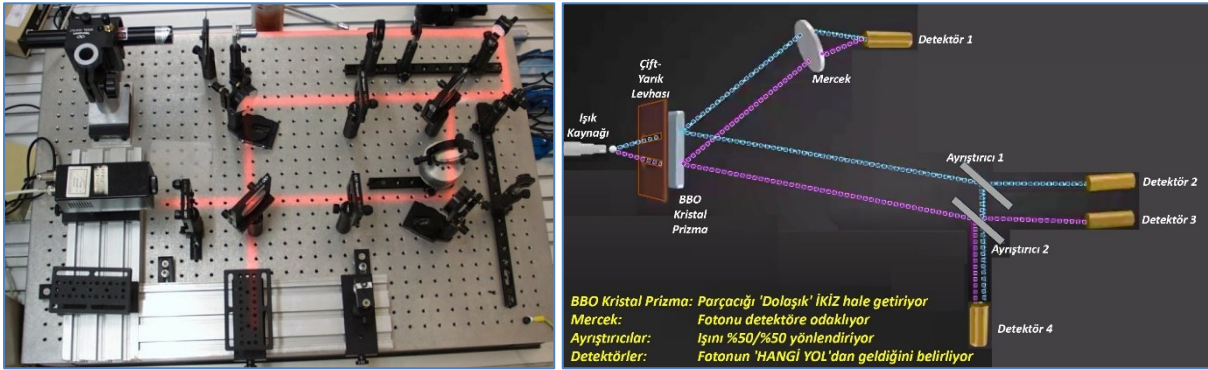 Işık
Kaynağı
Çift-
Yarık
Levhası
BBO
Kristal
Prizma
Mercek
Detektör 1
Ayrıştırıcı 1
Detektör 2
Detektör 3
Ayrıştırıcı 2
Detektör 4
BBO Kristal Prizma: Parçacığı 'Dolaşık' İKİZ hale getiriyor
Mercek: Fotonu detektöre odaklıyor
Ayrıştırıcılar: Işını %50/%50 yönlendiriyor
Detektörler: Fotonun 'HANGİ YOL'dan geldiğini belirliyor